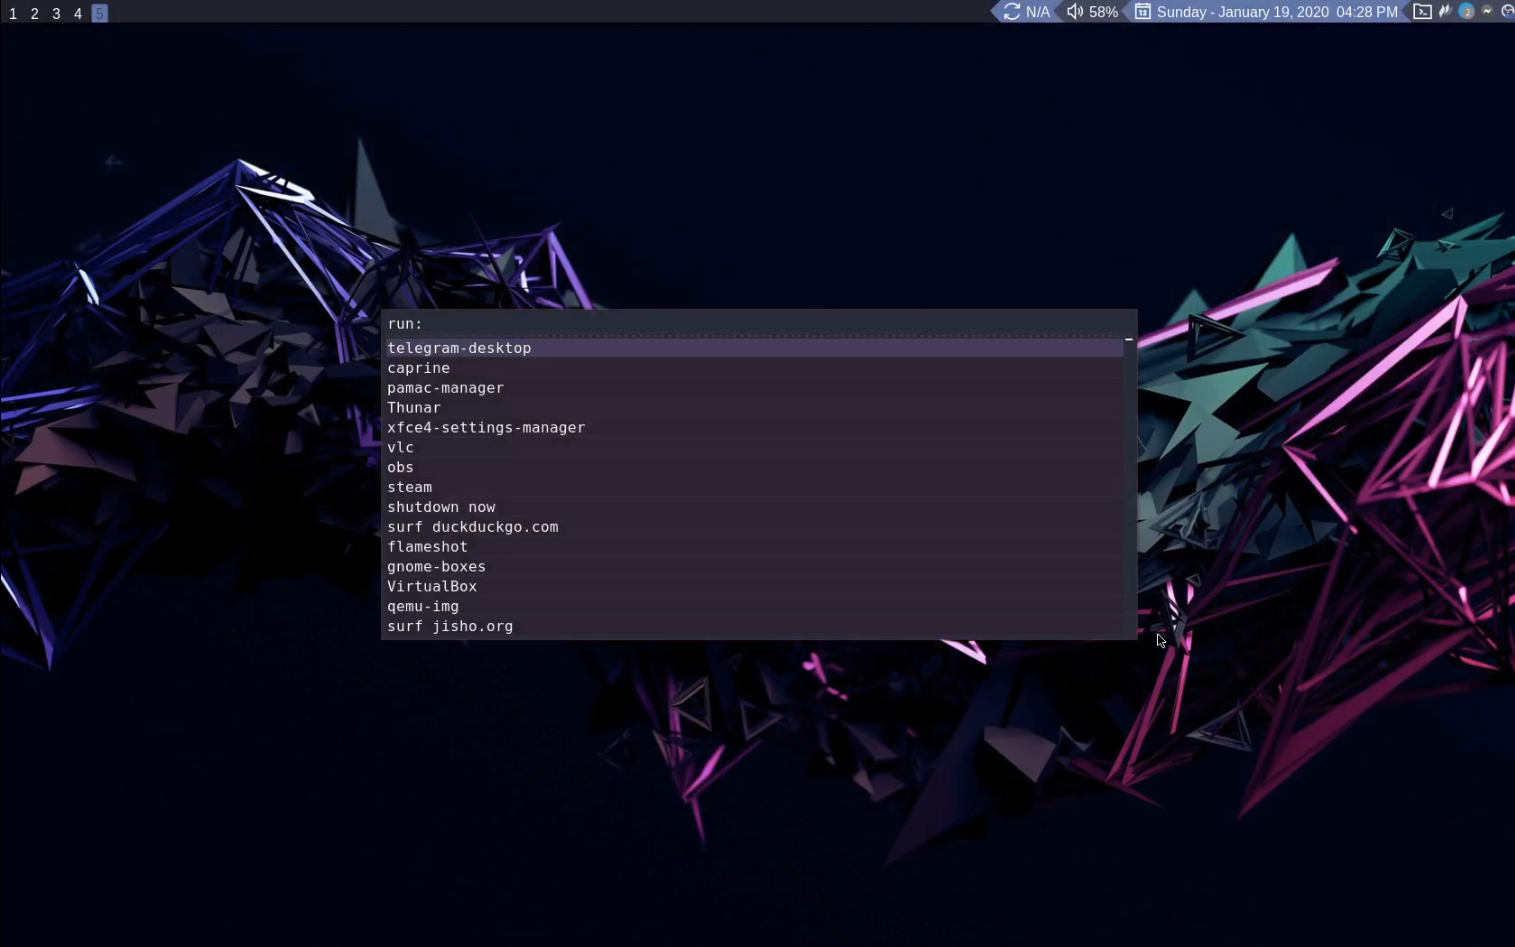 1 2 3 4 5 N/A 58% Sunday - January 19, 2020 04:28 PM
run:
telegram-desktop
caprine
pamac-manager
Thunar
xfce4-settings-manager
vlc
obs
steam
shutdown now
surf duckduckgo.com
flameshot
gnome-boxes
VirtualBox
qemu-img
surf jisho.org